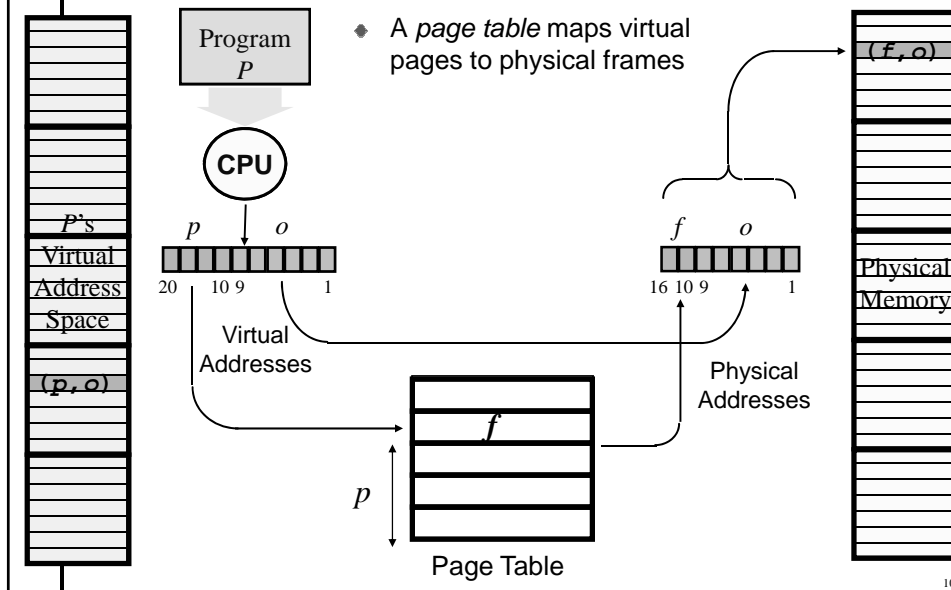 Program
P
A page table maps virtual
pages to physical frames
CPU
(f,o)
p o
f o
20 10 9 1
16 10 9 1
P's
Virtual
Address
Space
(p,o)
Physical
Memory
Virtual
Addresses
Physical
Addresses
f
p
Page Table